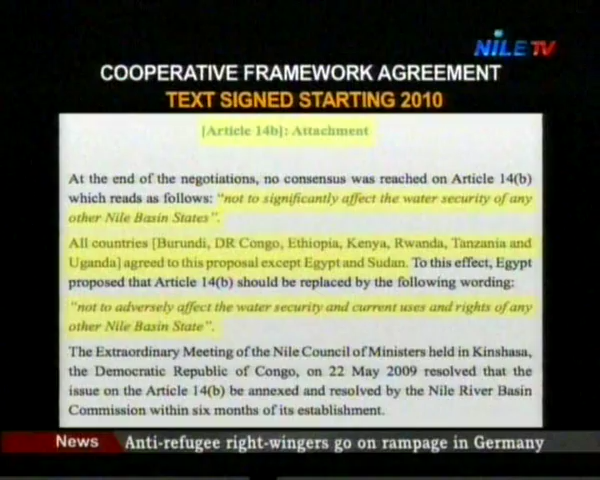 NiLE TV
COOPERATIVE FRAMEWORK AGREEMENT
TEXT SIGNED STARTING 2010
[Article 14b]: Attachment
At the end of the negotiations, no consensus was reached on Article 14(b)
which reads as follows: "not to significantly affect the water security of any
other Nile Basin States".
All countries [Burundi, DR Congo, Ethiopia, Kenya, Rwanda, Tanzania and
Uganda] agreed to this proposal except Egypt and Sudan. To this effect, Egypt
proposed that Article 14(b) should be replaced by the following wording:
"not to adversely affect the water security and current uses and rights of any
other Nile Basin State".
The Extraordinary Meeting of the Nile Council of Ministers held in Kinshasa,
the Democratic Republic of Congo, on 22 May 2009 resolved that the
issue on the Article 14(b) be annexed and resolved by the Nile River Basin
Commission within six months of its establishment.
News Anti-refugee right-wingers go on rampage in Germany